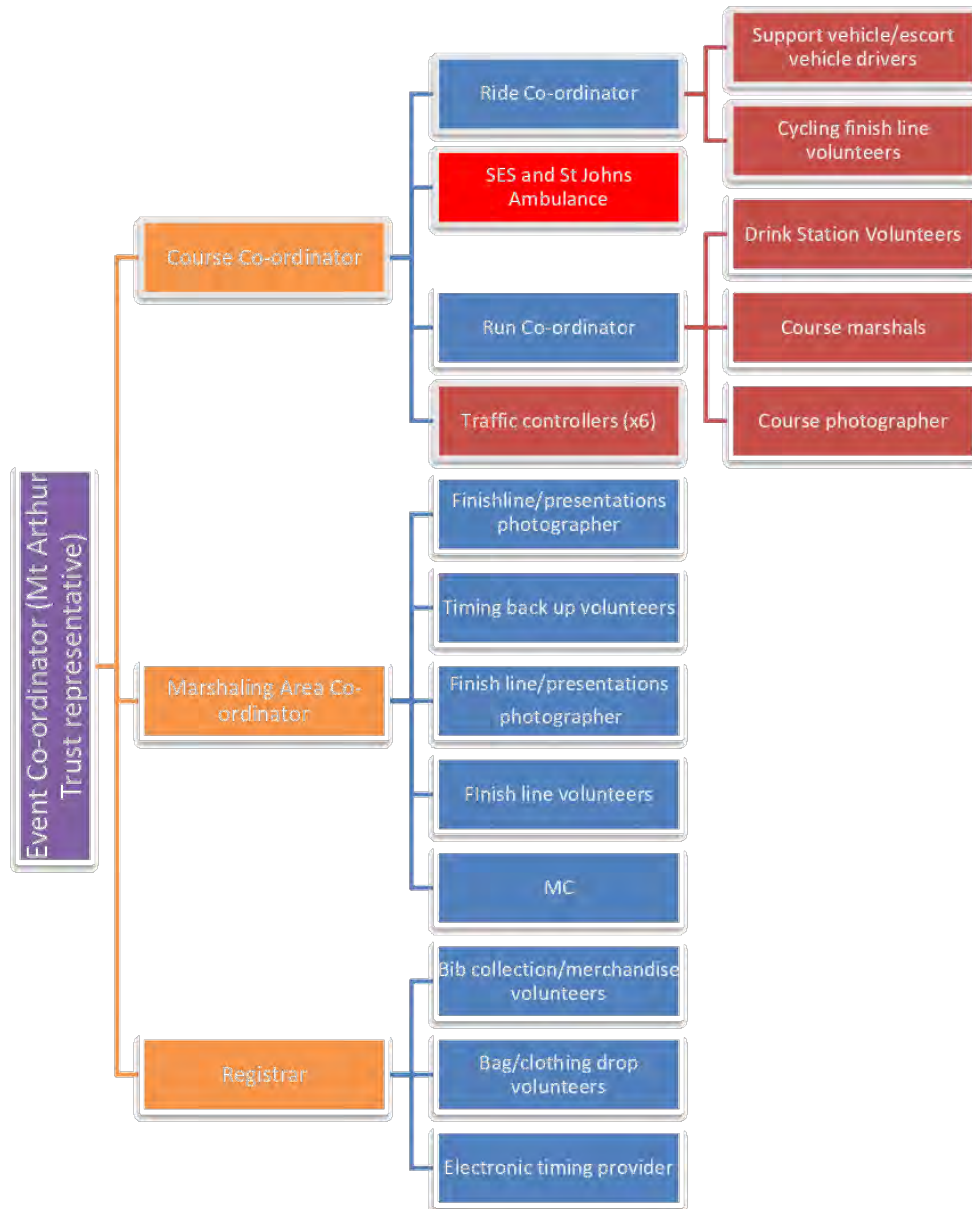 Event Co-ordinator (Mt Arthur
Trust representative)
Course Co-ordinator
Ride Co-ordinator
Support vehicle/escort
vehicle drivers
Cycling finish line
volunteers
SES and St Johns
Ambulance
Run Co-ordinator
Drink Station Volunteers
Course marshals
Course photographer
Traffic controllers (x6)
Marshaling Area Co-
ordinator
Finishline/presentations
photographer
Timing back up volunteers
Finish line/presentations
photographer
FInish line volunteers
MC
Registrar
Bib collection/merchandise
volunteers
Bag/clothing drop
volunteers
Electronic timing provider